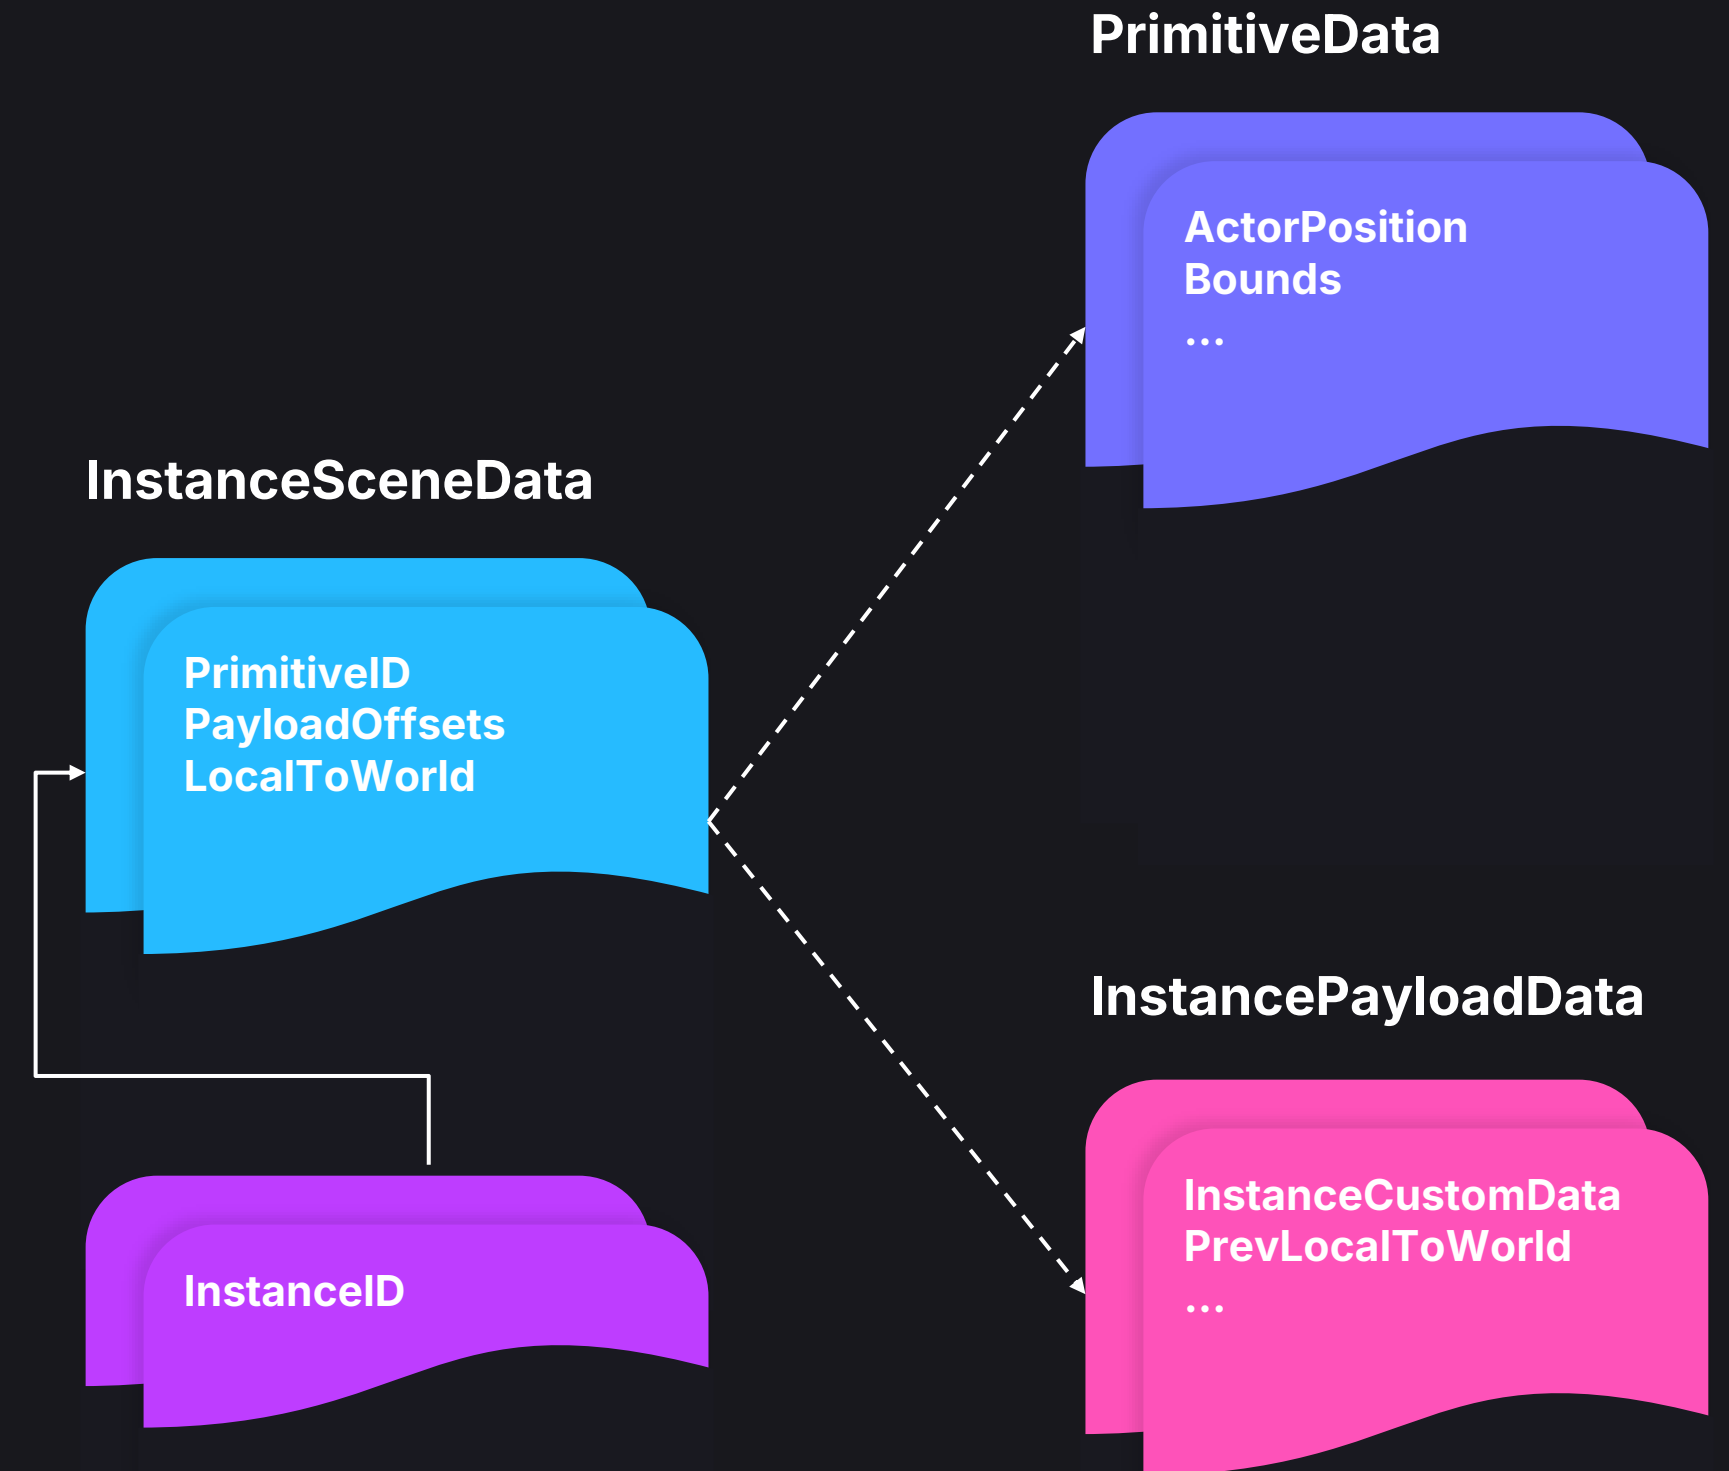 PrimitiveData
ActorPosition
Bounds
...
InstanceSceneData
PrimitiveID
PayloadOffsets
LocalToWorld
InstancePayloadData
InstanceCustomData
PrevLocalToWorld
...
InstanceID